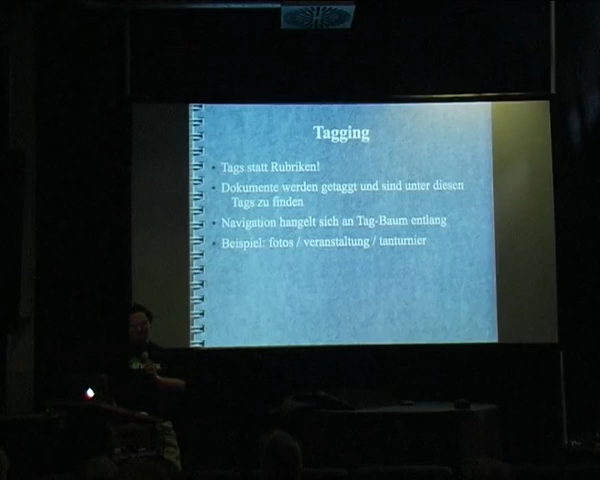 Tagging
• Tags statt Rubriken!
• Dokumente werden getaggt und sind unter diesen
Tags zu finden
• Navigation hangelt sich an Tag-Baum entlang
• Beispiel: fotos / veranstaltung / tanturnier